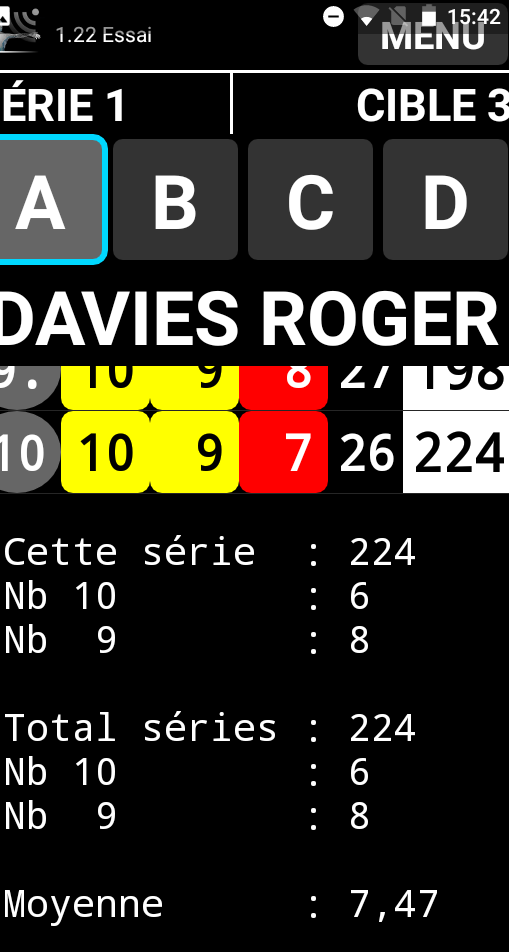 1.22 Essai 15:42
MENU
ÉRIE 1 CIBLE 3
A B C D
DAVIES ROGER
9. 10 9 8 27 198
10 10 9 7 26 224
Cette série : 224
Nb 10 : 6
Nb 9 : 8
Total séries : 224
Nb 10 : 6
Nb 9 : 8
Moyenne : 7,47